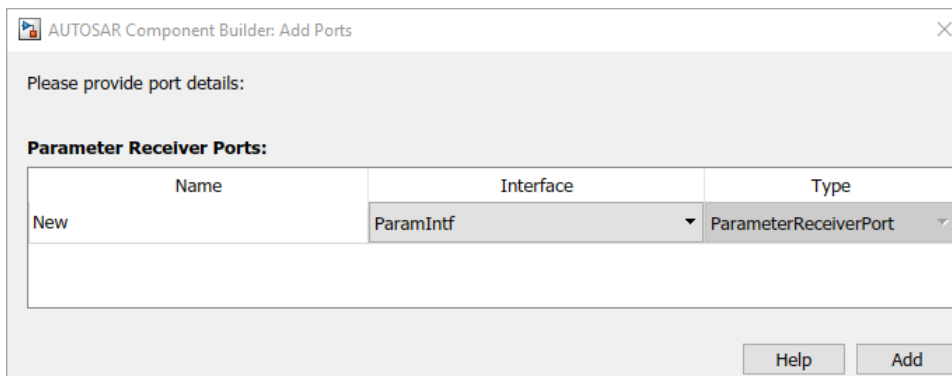 AUTOSAR Component Builder: Add Ports
Please provide port details:
Parameter Receiver Ports:
Name Interface Type
New ParamIntf ParameterReceiverPort
Help Add